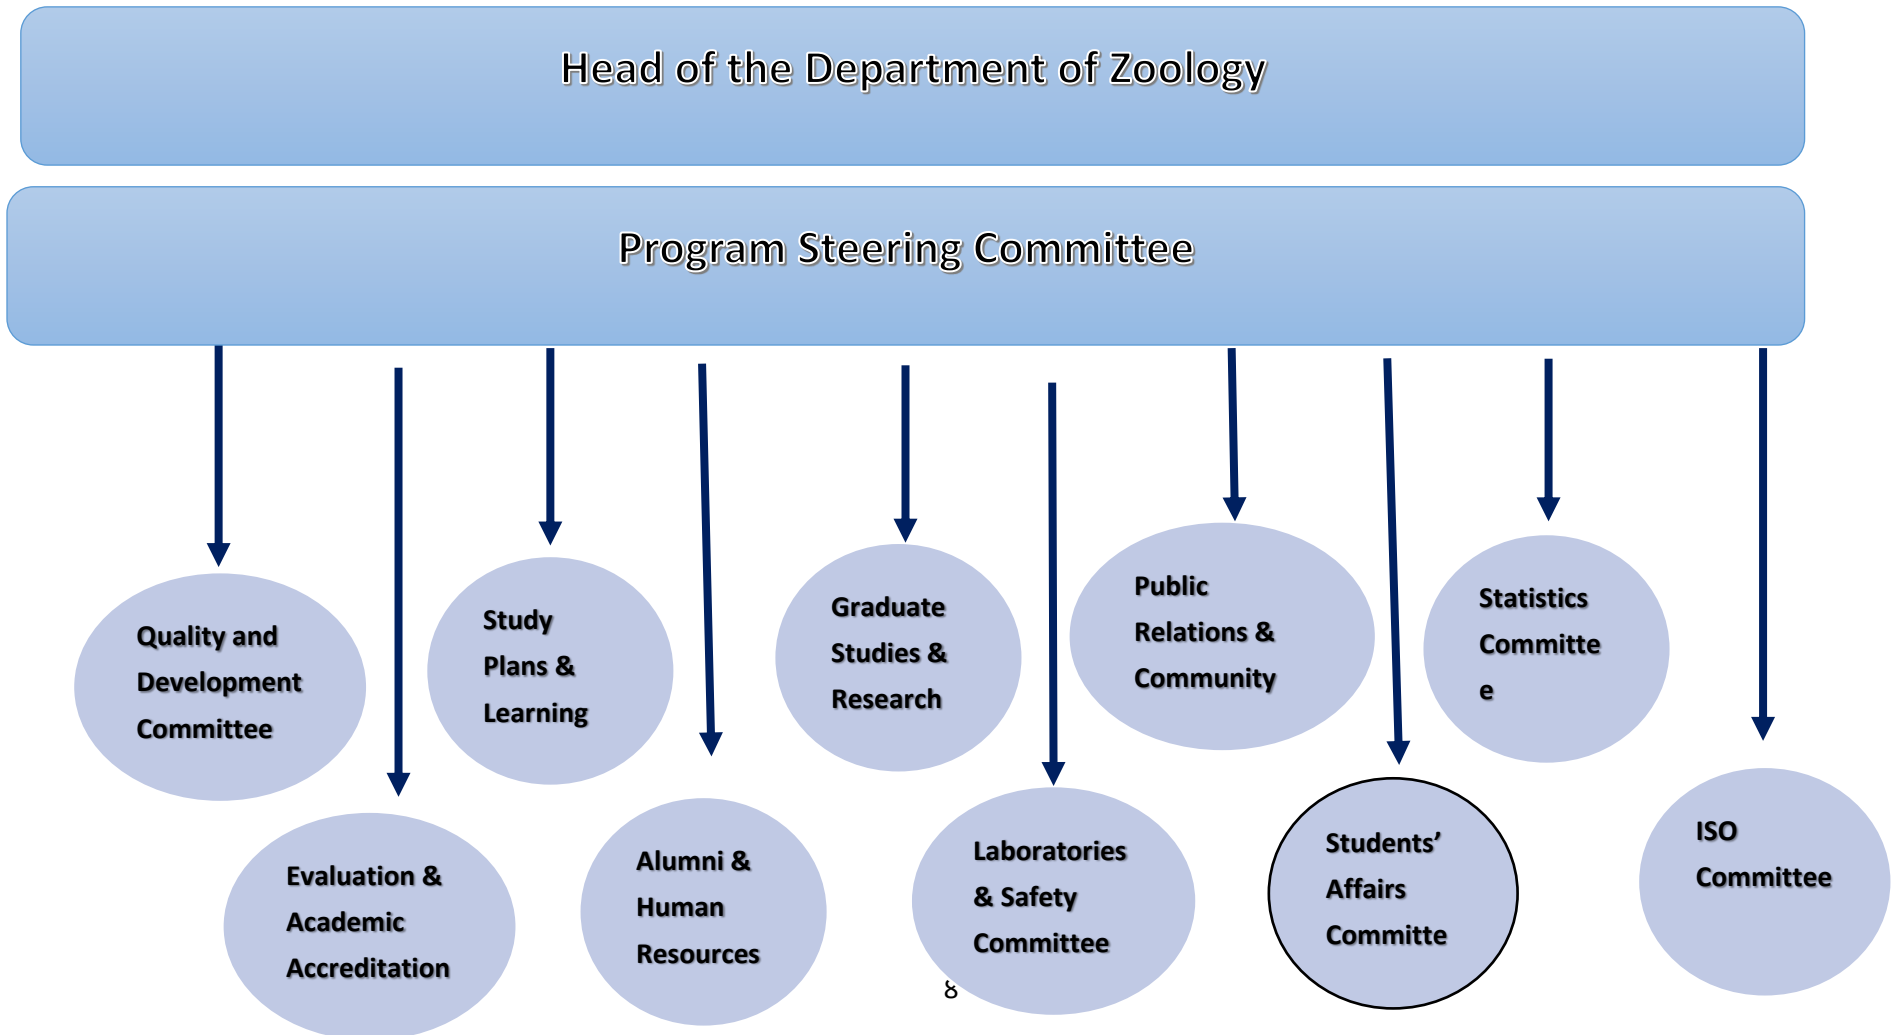 Head of the Department of Zoology
Program Steering Committee
Quality and
Development
Committee
Evaluation &
Academic
Accreditation
Study
Plans &
Learning
Alumni &
Human
Resources
Graduate
Studies &
Research
Laboratories
& Safety
Committee
Public
Relations &
Community
Students’
Affairs
Committe
Statistics
Committe
e
ISO
Committee
8